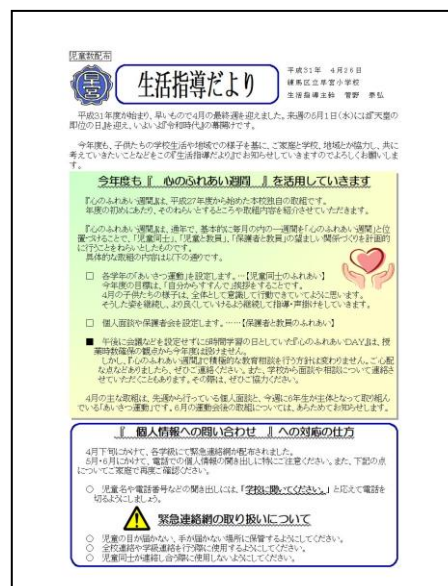 児童数配布
早宮
生活指導だより
平成31年 4月26日
練馬区立早宮小学校
生活指導主幹 菅野 泰弘
平成31年度が始まり、早いもので4月の最終週を迎えました。来週の5月1日(水)には『天皇の
即位の日』を迎え、いよいよ『令和時代』の幕開けです。
今年度も、子供たちの学校生活や地域での様子を基に、ご家庭と学校、地域とが協力し、共に
考えていきたいことなどをこの『生活指導だより』でお知らせしていきますのでよろしくお願いしま
す。
今年度も『 心のふれあい週間 』を活用していきます
『心のふれあい週間』は、平成27年度から始めた本校独自の取組です。
年度の初めにあたり、そのねらいとするところや取組内容を紹介させていただきます。
『心のふれあい週間』は、通年で、基本的に毎月の内の一週間を「心のふれあい週間」と位
置づけることで、「児童同士」、「児童と教員」、「保護者と教員」の望ましい関係づくりを計画的
に行うことをねらいとしたものです。
具体的な取組の内容は以下の通りです。
□ 各学年の「あいさつ運動」を設定します。…【児童同士のふれあい】
今年度の目標は、「自分からすすんで」挨拶をすることです。
4月の子供たちの様子は、全体として意識して行動できていてように思います。
そうした姿を継続し、より良くしていけるよう継続して指導・声掛けをしていきます。
□ 個人面談や保護者会を設定します。……【保護者と教員のふれあい】
■ 午後に会議などを設定せずに5時間学習の日としていた『心のふれあいDAY』は、授
業時数確保の観点から今年度は設けません。
しかし、『心のふれあい週間』で積極的な教育相談を行う方針は変わりません。ご心配
な点などありましたら、ぜひご連絡ください。また、学校から面談や相談について連絡さ
せていただくこともあります。その際は、ぜひご協力ください。
4月の主な取組は、先週から行っている個人面談と、今週に6年生が主体となって取り組ん
でいる「あいさつ運動」です。6月の運動会後の取組については、あらためてお知らせします。
『 個人情報への問い合わせ 』への対応の仕方
4月下旬にかけて、各学級にて緊急連絡網が配布されました。
5月・6月にかけて、電話での個人情報の聞き出しに特にご注意ください。また、下記の点
についてご家庭で再度ご確認ください。
○ 児童名や電話番号などの聞き出しには、「学校に聞いてください。」と応えて電話を
切るようにしましょう。
緊急連絡網の取り扱いについて
○ 児童の目が届かない、手が届かない場所に保管するようにしてください。
○ 全校連絡や学級連絡を行う際に使用するようにしてください。
○ 児童同士が連絡し合う際に使用しないようにしてください。